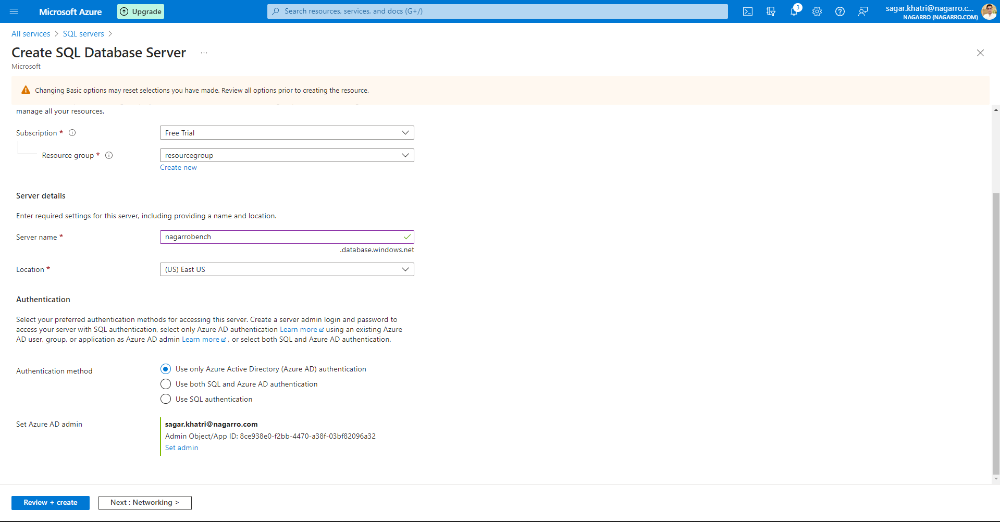 Microsoft Azure
Upgrade
Search resources, services, and docs (G+/)
3
sagar.khatri@nagarro.c...
NAGARRO (NAGARRO.COM)
All services > SQL servers >
Create SQL Database Server ...
Microsoft
Changing Basic options may reset selections you have made. Review all options prior to creating the resource.
manage all your resources.
Subscription *
Free Trial
Resource group *
resourcegroup
Create new
Server details
Enter required settings for this server, including providing a name and location.
Server name *
nagarrobench
.database.windows.net
Location *
(US) East US
Authentication
Select your preferred authentication methods for accessing this server. Create a server admin login and password to
access your server with SQL authentication, select only Azure AD authentication Learn more using an existing Azure
AD user, group, or application as Azure AD admin Learn more , or select both SQL and Azure AD authentication.
Authentication method
Use only Azure Active Directory (Azure AD) authentication
Use both SQL and Azure AD authentication
Use SQL authentication
Set Azure AD admin
sagar.khatri@nagarro.com
Admin Object/App ID: 8ce938e0-f2bb-4470-a38f-03bf82096a32
Set admin
Review + create
Next : Networking >